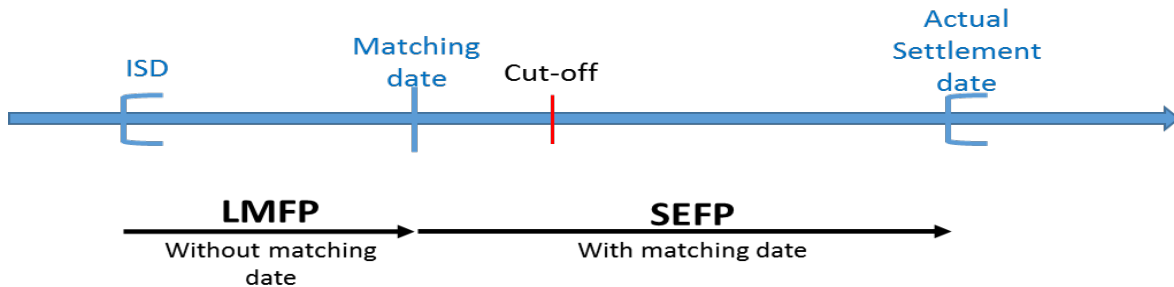 ISD
Matching
date
Cut-off
Actual
Settlement
date
LMFP
Without matching
date
SEFP
With matching date